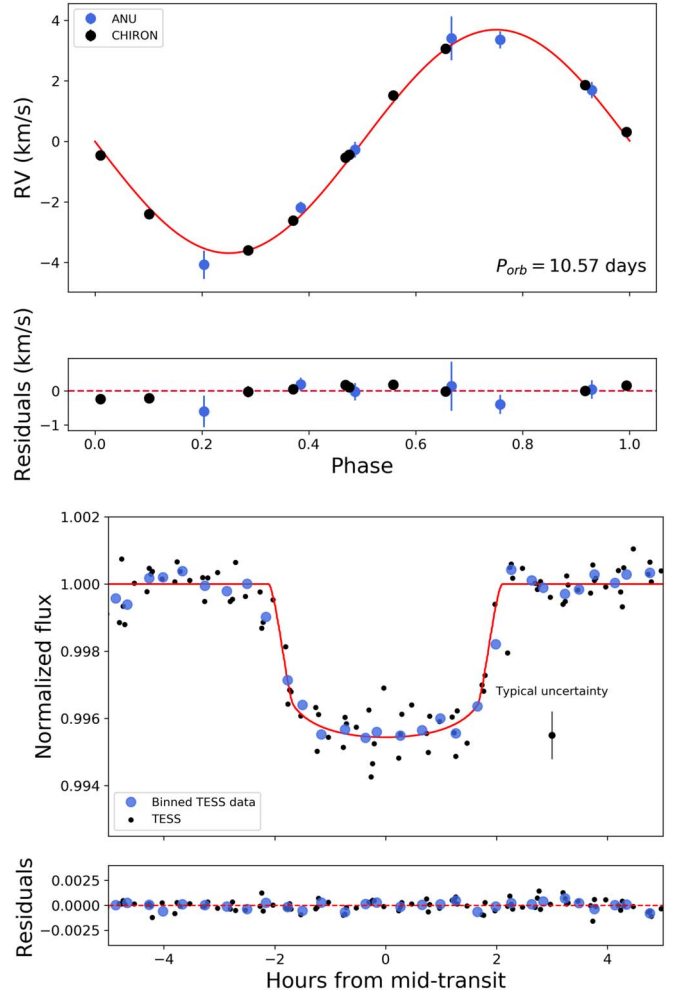 ANU
CHIRON
4
2
0
−2
−4
RV (km/s)
P_orb = 10.57 days
0
−1
Residuals (km/s)
0.0 0.2 0.4 0.6 0.8 1.0
Phase
1.002
1.000
0.998
0.996
0.994
Normalized flux
Typical uncertainty
Binned TESS data
TESS
0.0025
0.0000
−0.0025
Residuals
−4 −2 0 2 4
Hours from mid-transit